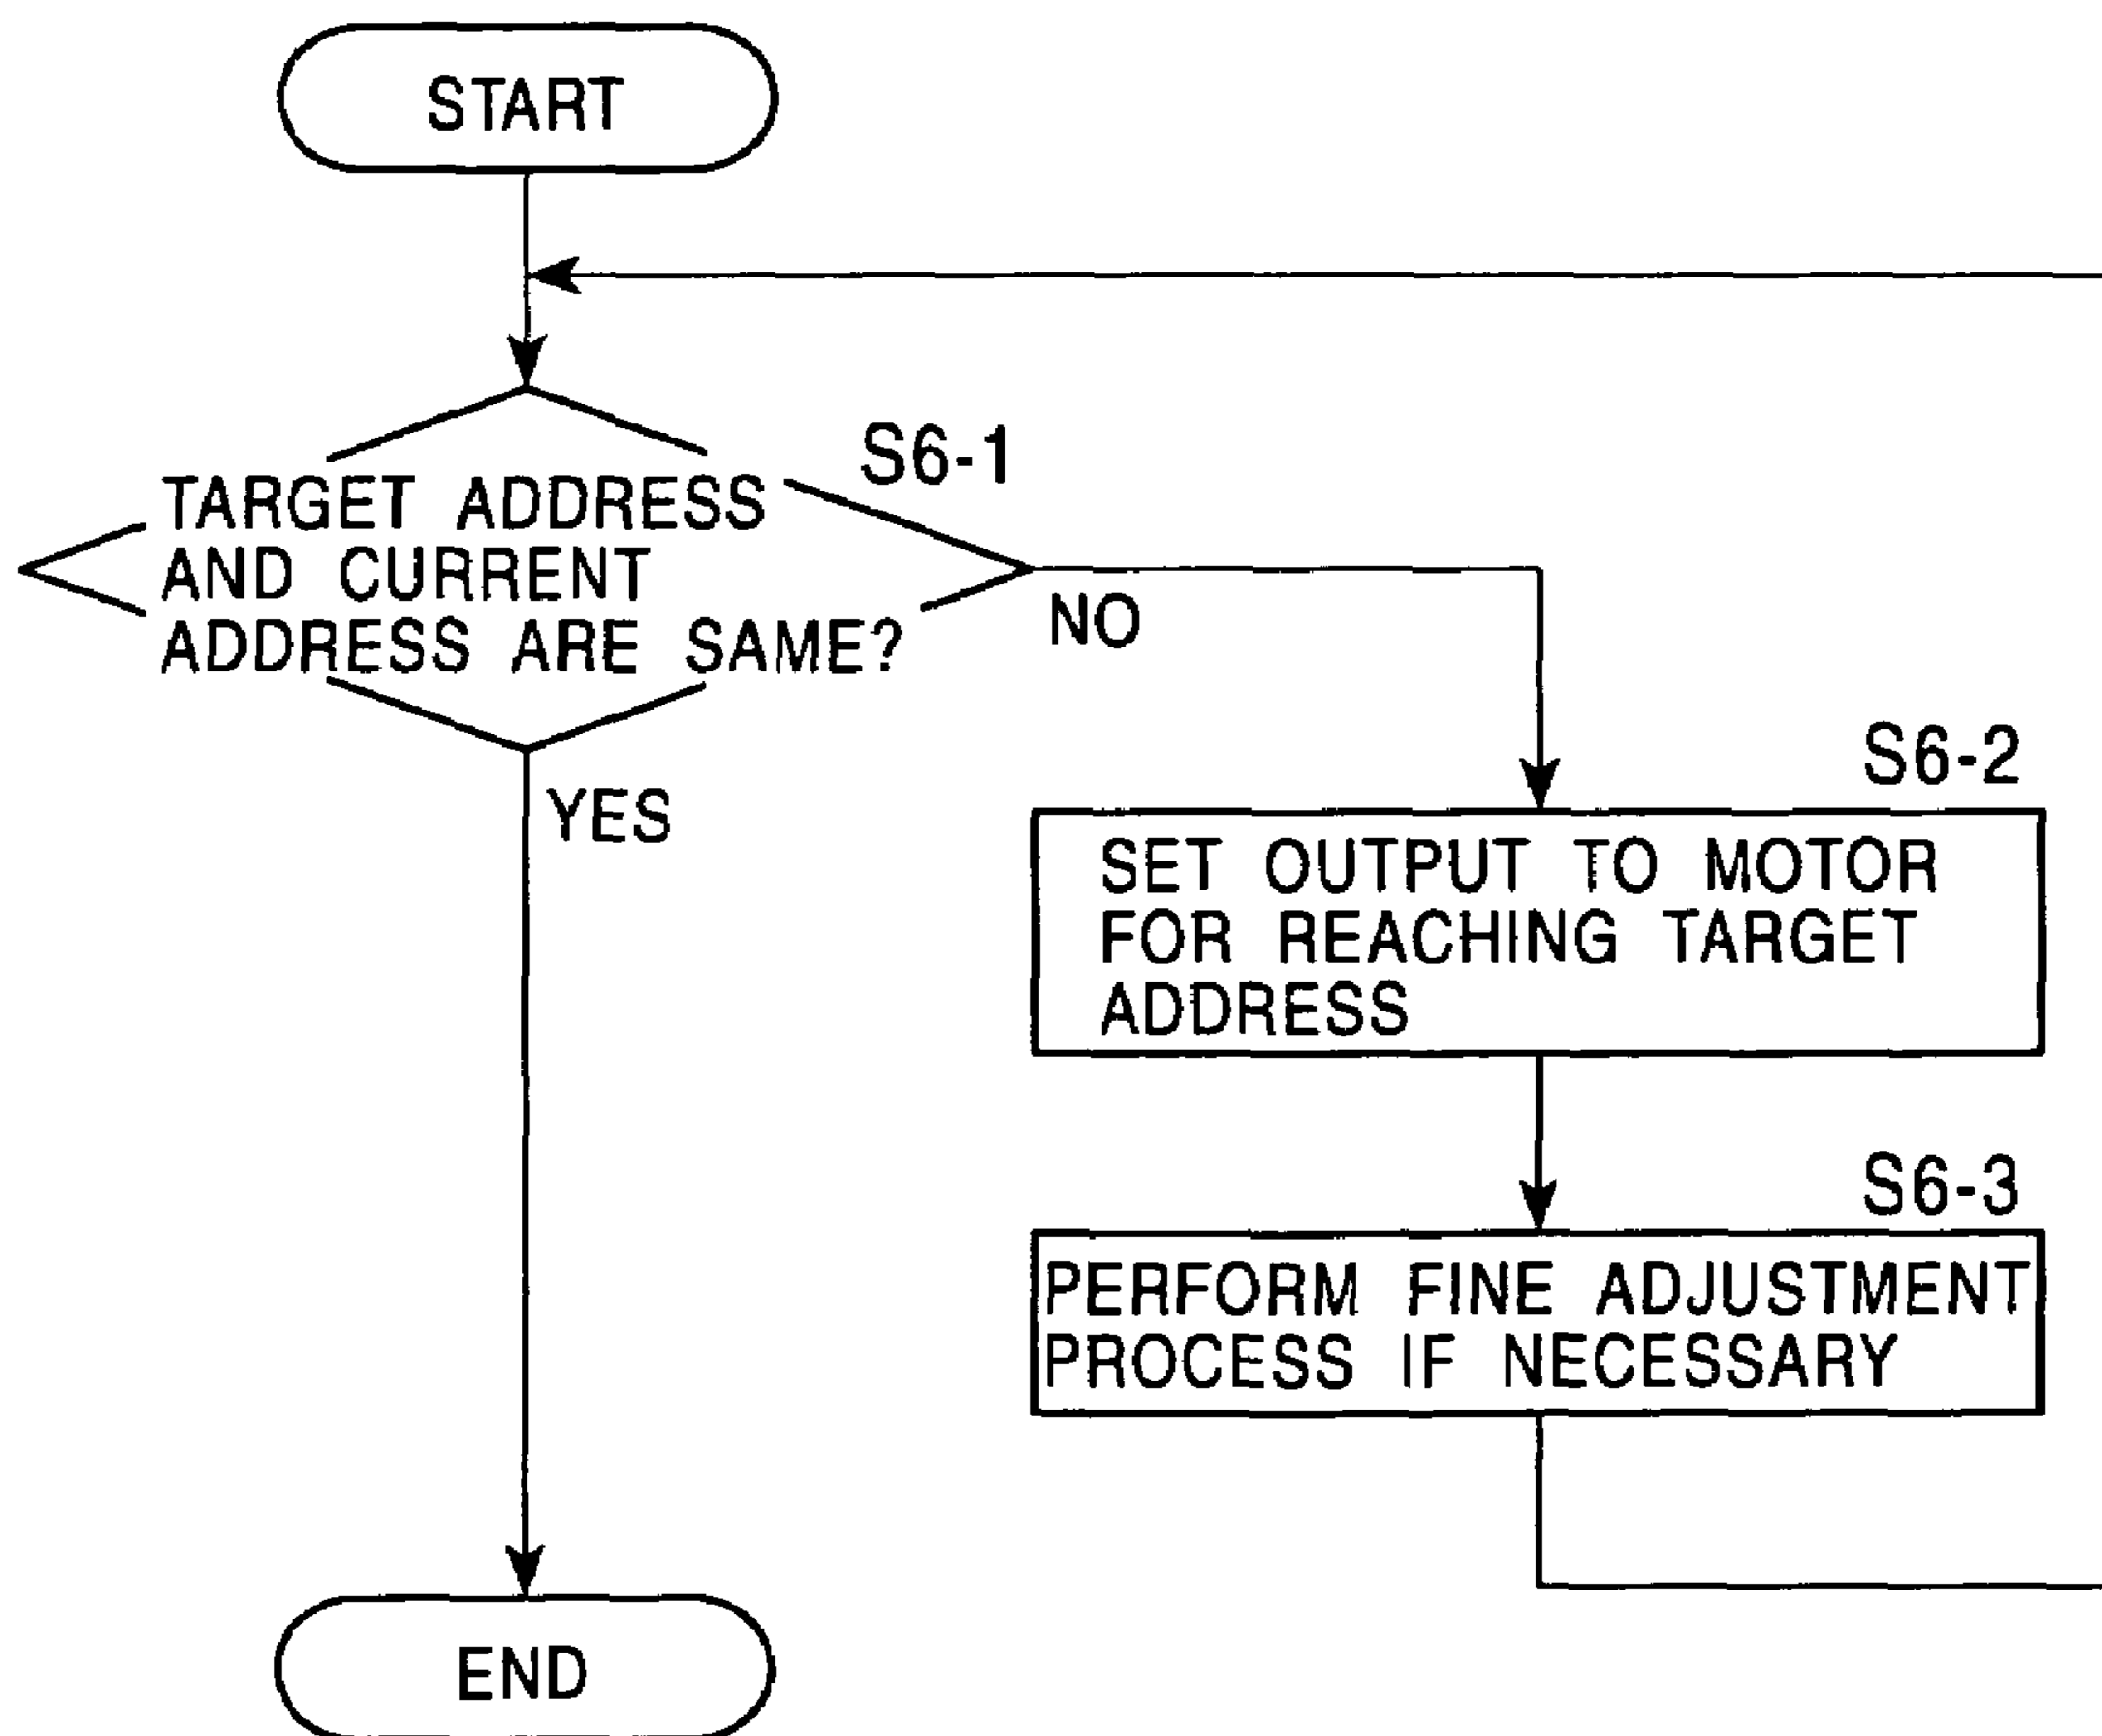 START
S6-1
TARGET ADDRESS
AND CURRENT
ADDRESS ARE SAME?
NO
YES
S6-2
SET OUTPUT TO MOTOR
FOR REACHING TARGET
ADDRESS
S6-3
PERFORM FINE ADJUSTMENT
PROCESS IF NECESSARY
END